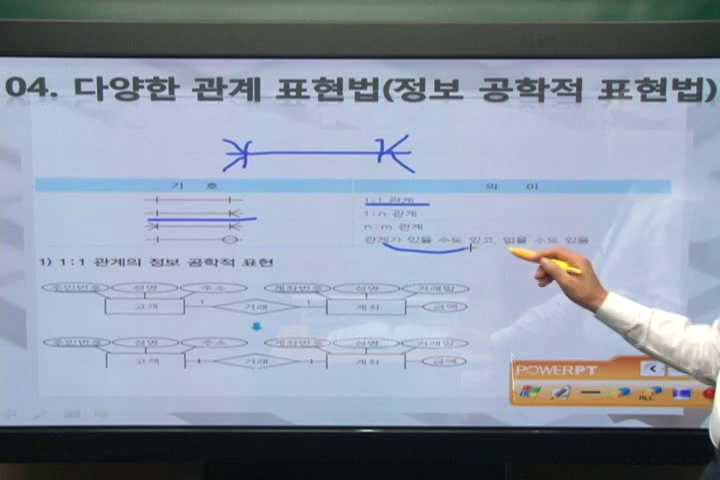 04. 다양한 관계 표현법(정보 공학적 표현법)
기 호 의 미
1:1 관계
1:n 관계
n:m 관계
관계가 있을 수도 있고, 없을 수도 있음
1) 1:1 관계의 정보 공학적 표현
주민번호 성명 주소 계좌번호 성명 거래일
고객 1 거래 1 계좌 금액
주민번호 성명 주소 계좌번호 성명 거래일
고객 거래 계좌 금액
POWERPT
ALL